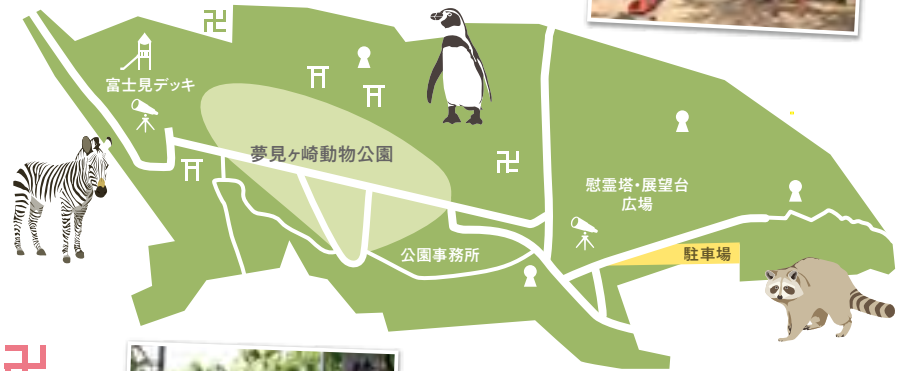 富士見デッキ
夢見ヶ崎動物公園
慰霊塔・展望台
広場
公園事務所
駐車場